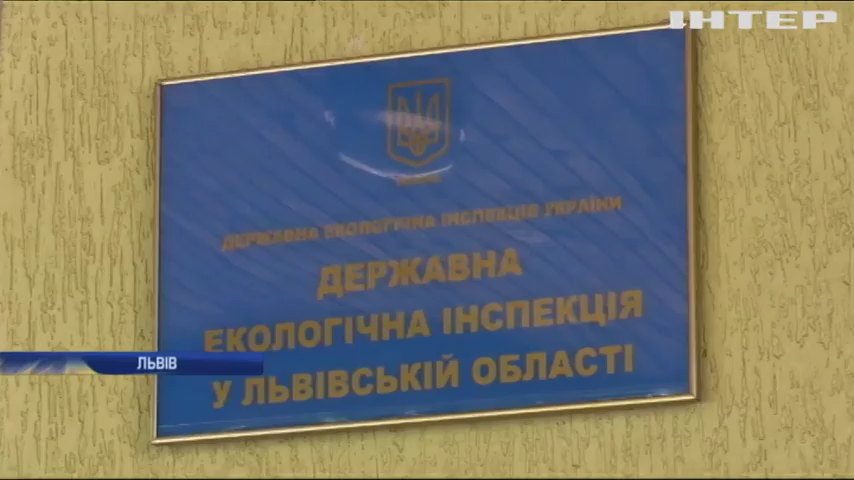 ІНТЕР
ДЕРЖАВНА ЕКОЛОГІЧНА ІНСПЕКЦІЯ УКРАЇНИ
ДЕРЖАВНА
ЕКОЛОГІЧНА ІНСПЕКЦІЯ
У ЛЬВІВСЬКІЙ ОБЛАСТІ
ЛЬВІВ